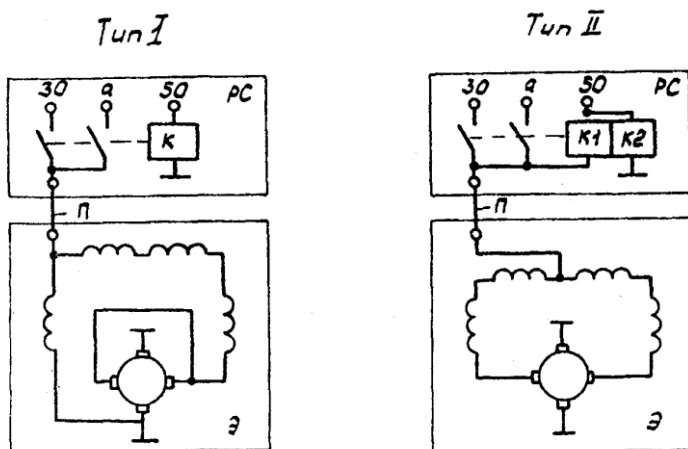 Тип I
Тип II
30 а 50 РС
К
П
Э
30 а 50 РС
К1 К2
П
Э